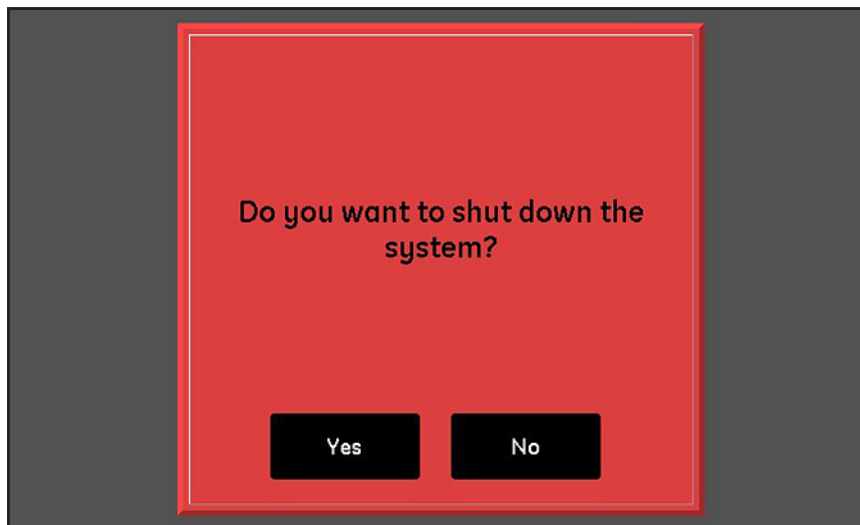 Do you want to shut down the
system?
Yes No